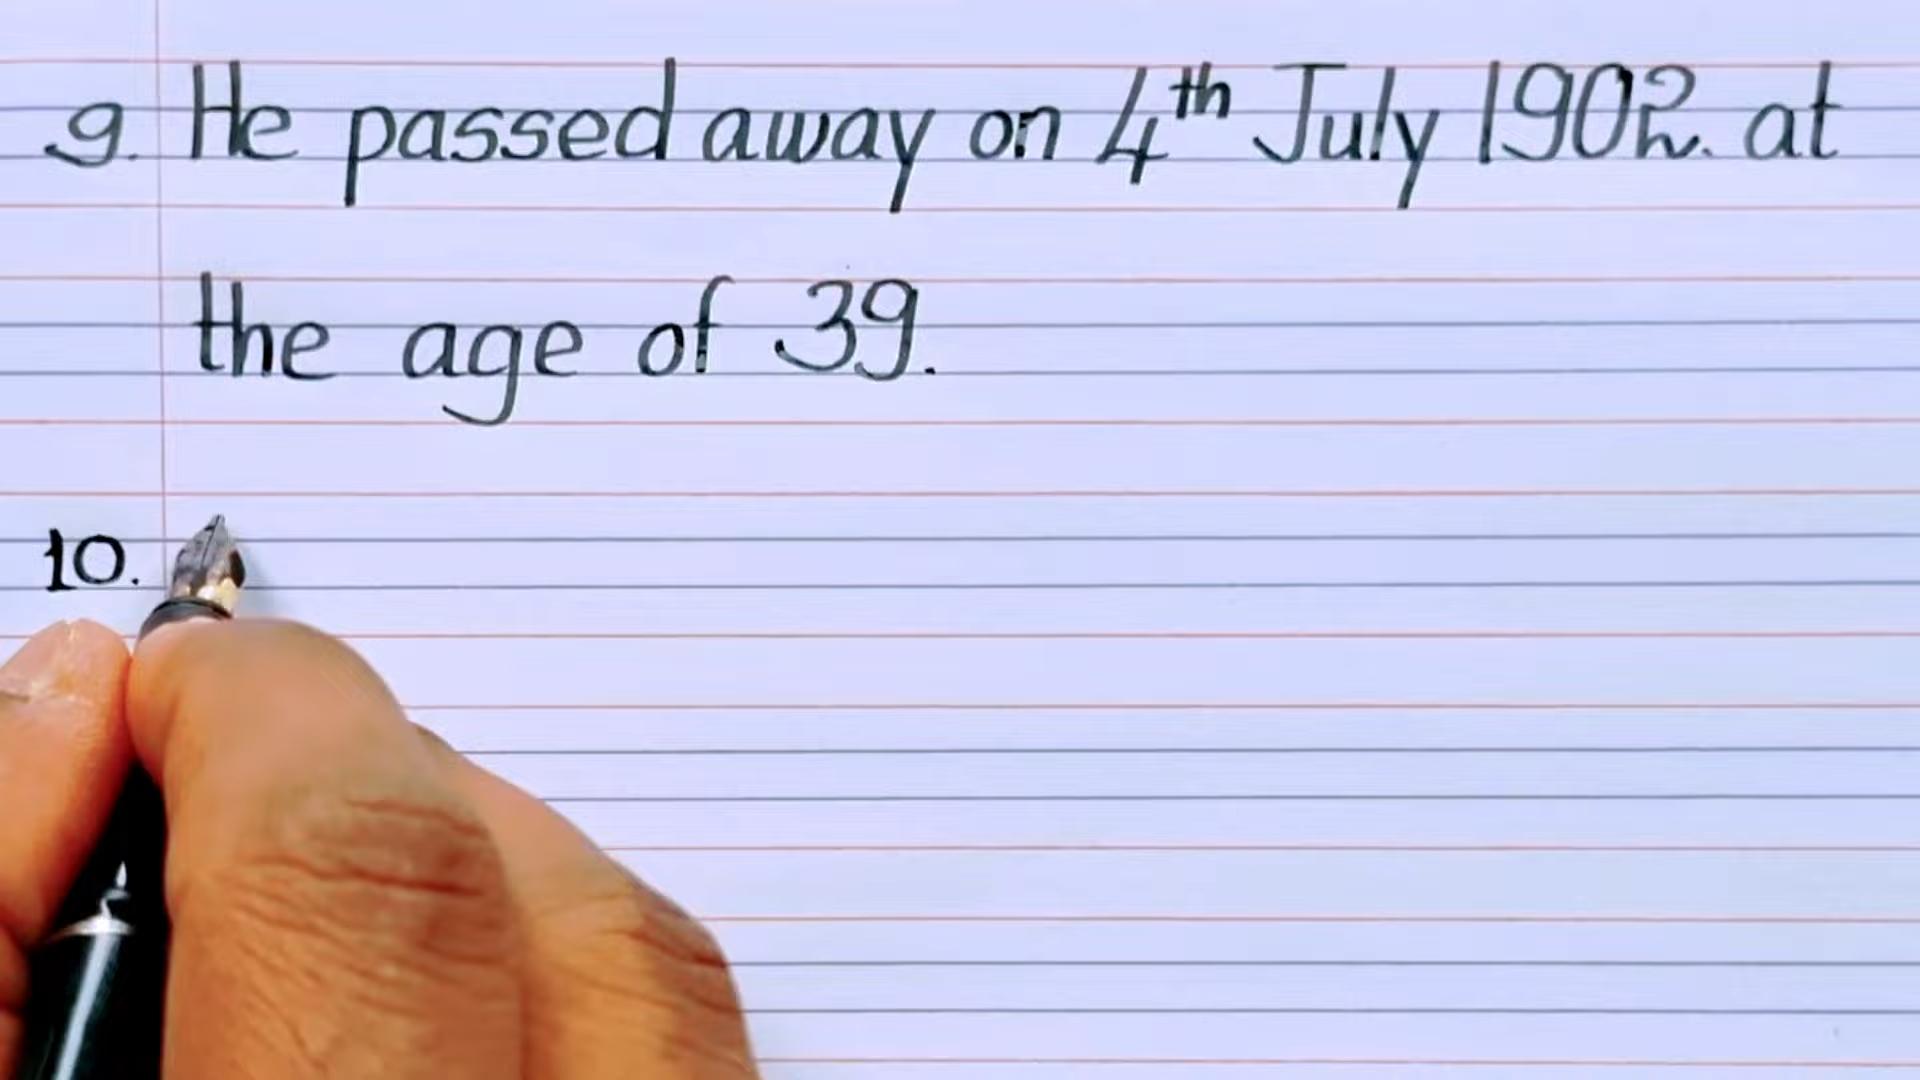 9. He passed away on 4th July 1902. at
the age of 39.
10.